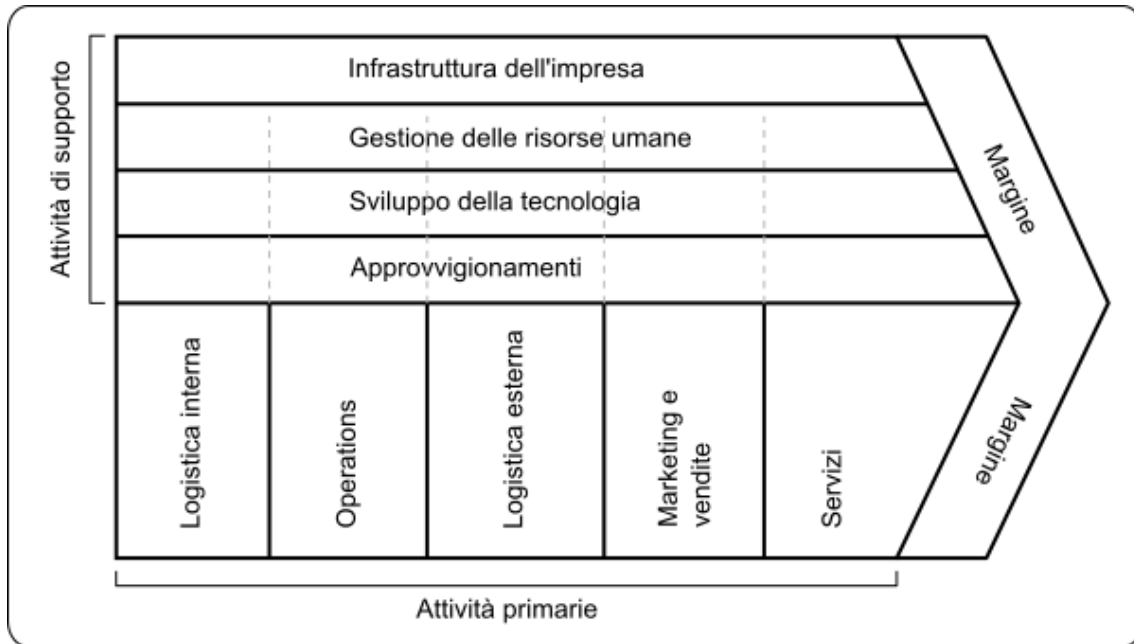 Attività di supporto
Infrastruttura dell'impresa
Gestione delle risorse umane
Sviluppo della tecnologia
Approvvigionamenti
Margine
Logistica interna
Operations
Logistica esterna
Marketing e
vendite
Servizi
Margine
Attività primarie